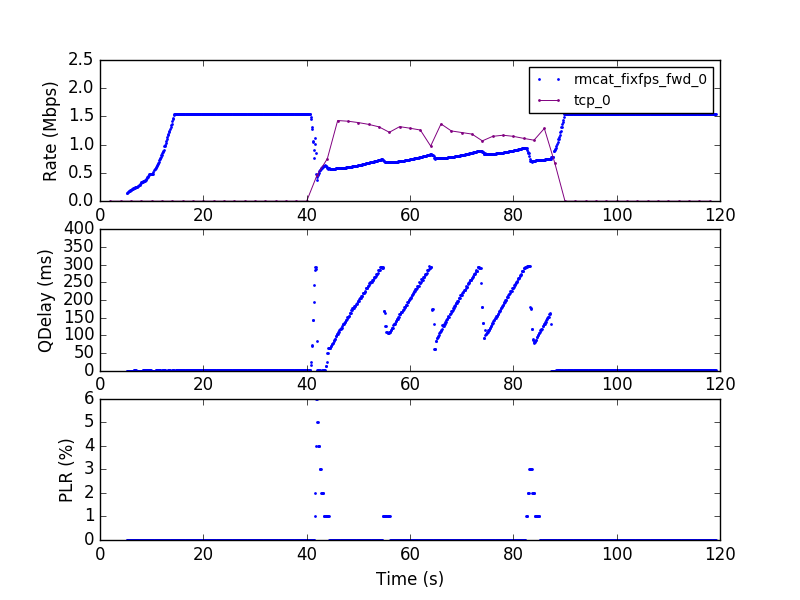 2.5
2.0
1.5
1.0
0.5
0.0
Rate (Mbps)
rmcat_fixfps_fwd_0
tcp_0
0 20 40 60 80 100 120
400
350
300
250
200
150
100
50
0
QDelay (ms)
0 20 40 60 80 100 120
6
5
4
3
2
1
0
PLR (%)
0 20 40 60 80 100 120
Time (s)